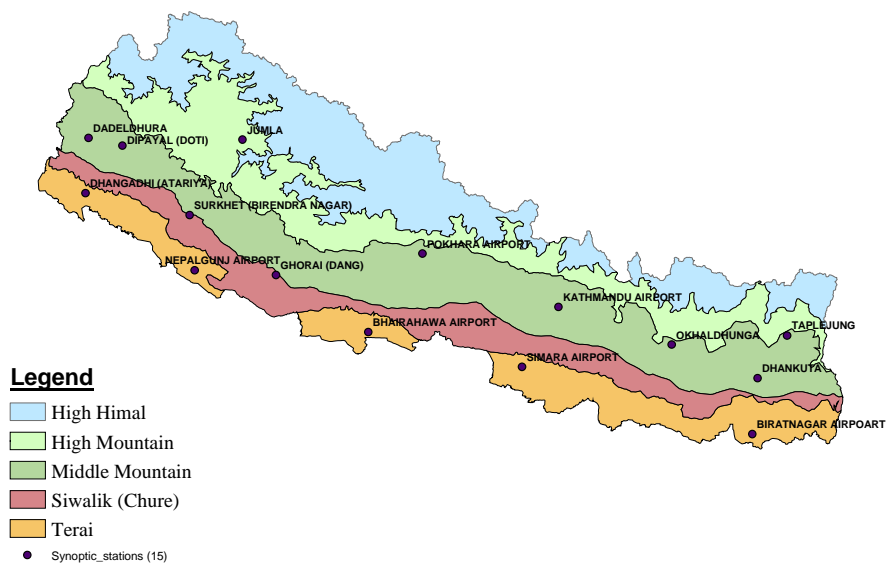 DADELDHURA
DIPAYAL (DOTI)
JUMLA
DHANGADHI (ATARIYA)
SURKHET (BIRENDRA NAGAR)
POKHARA AIRPORT
NEPALGUNJ AIRPORT
GHORAI (DANG)
KATHMANDU AIRPORT
BHAIRAHAWA AIRPORT
TAPLEJUNG
OKHALDHUNGA
SIMARA AIRPORT
DHANKUTA
BIRATNAGAR AIRPOART
Legend
High Himal
High Mountain
Middle Mountain
Siwalik (Chure)
Terai
Synoptic_stations (15)